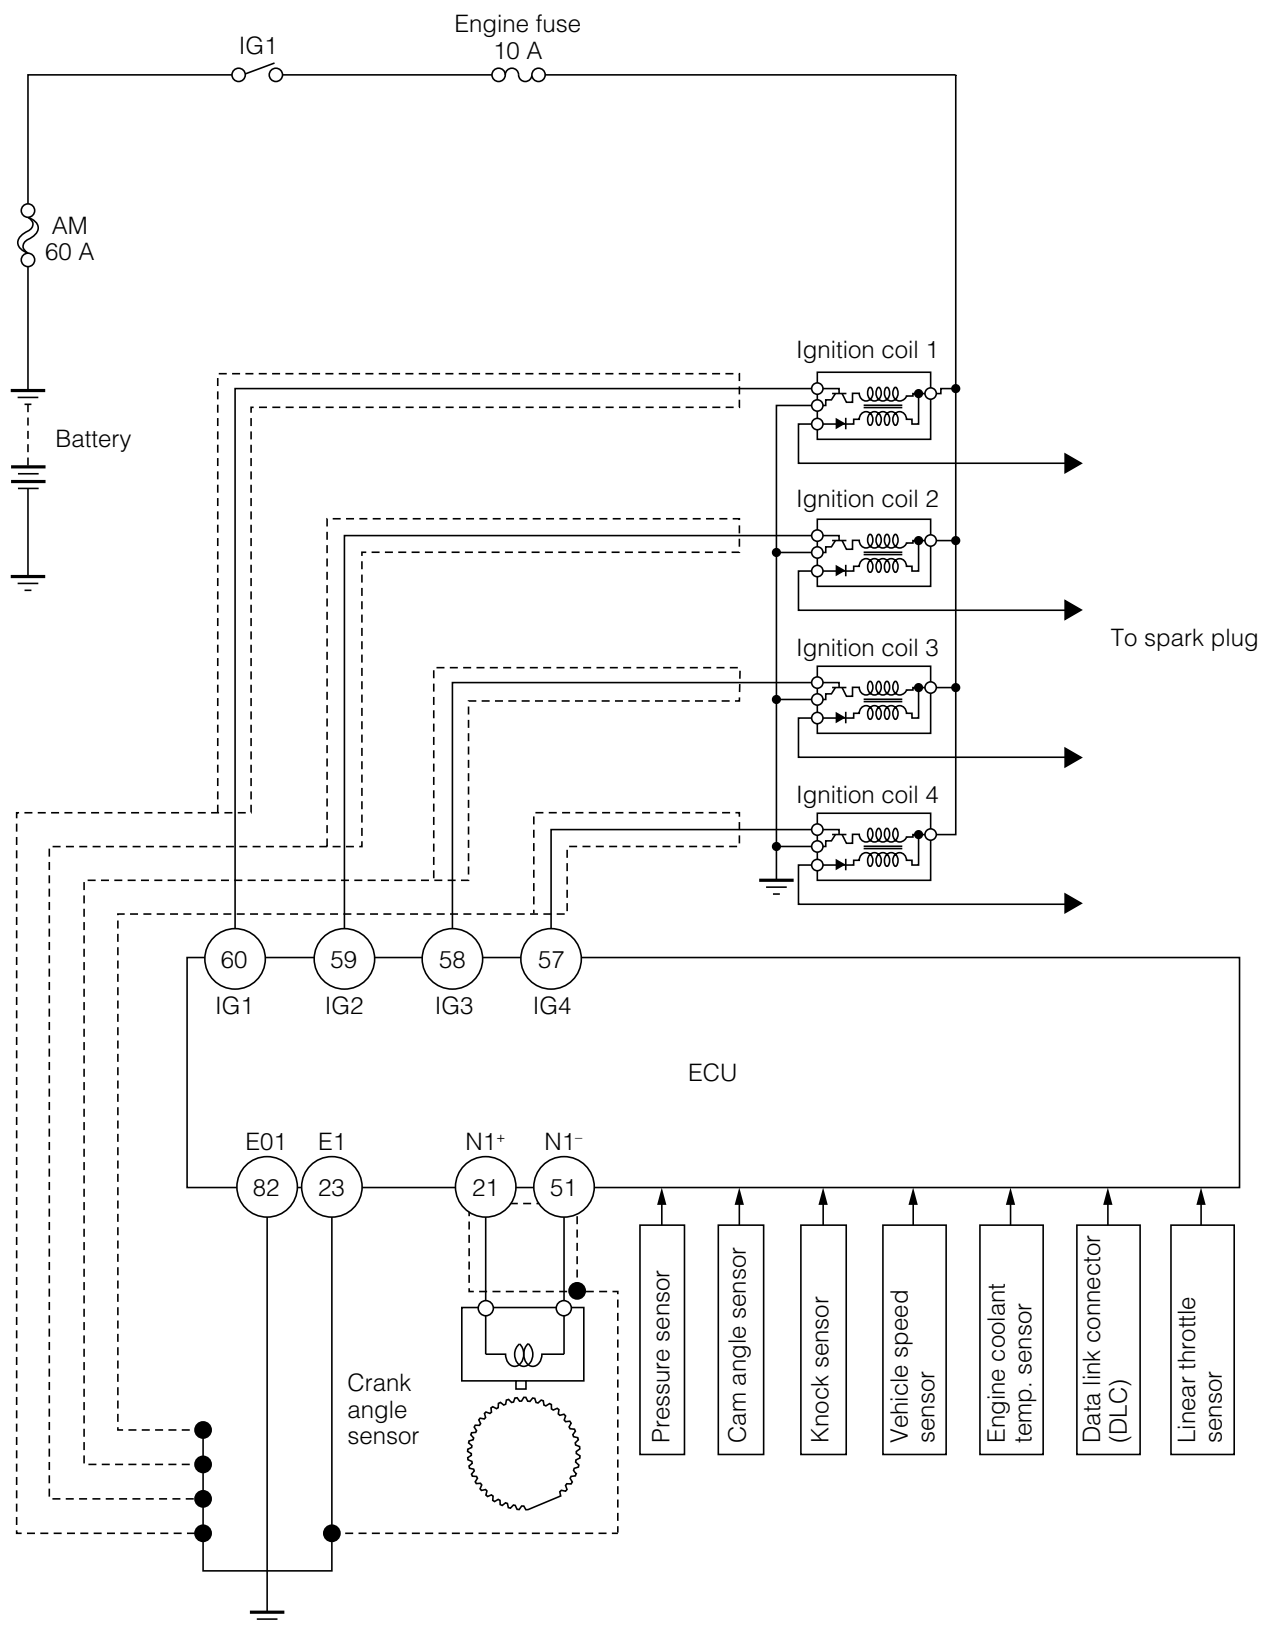 Engine fuse
10 A
IG1
AM
60 A
Battery
Ignition coil 1
Ignition coil 2
To spark plug
Ignition coil 3
Ignition coil 4
60
59
58
57
IG1
IG2
IG3
IG4
ECU
E01
E1
N1+
N1−
82
23
21
51
Crank
angle
sensor
Pressure sensor
Cam angle sensor
Knock sensor
Vehicle speed
sensor
Engine coolant
temp. sensor
Data link connector
(DLC)
Linear throttle
sensor